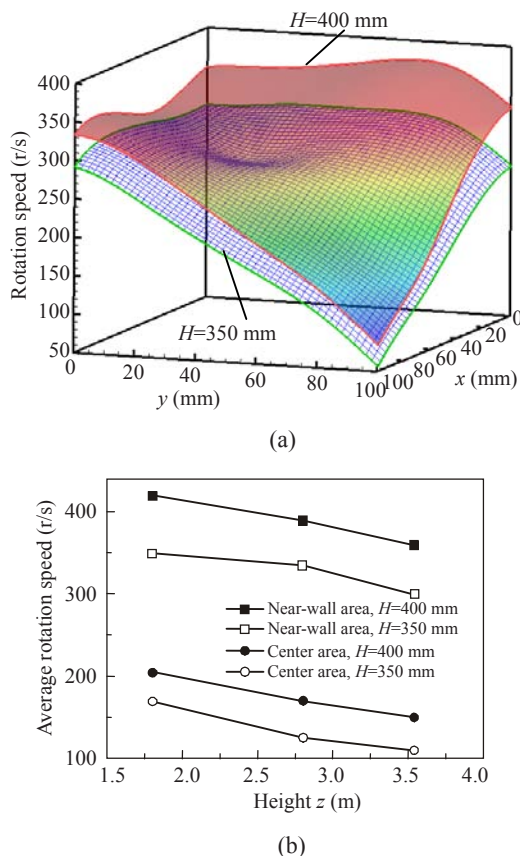 H=400 mm
400
350
300
250
200
150
100
50
Rotation speed (r/s)
H=350 mm
0
20
40
60
80
100
y (mm)
100
80
60
40
20
0
x (mm)
(a)
400
300
200
100
Average rotation speed (r/s)
Near-wall area, H=400 mm
Near-wall area, H=350 mm
Center area, H=400 mm
Center area, H=350 mm
1.5 2.0 2.5 3.0 3.5 4.0
Height z (m)
(b)